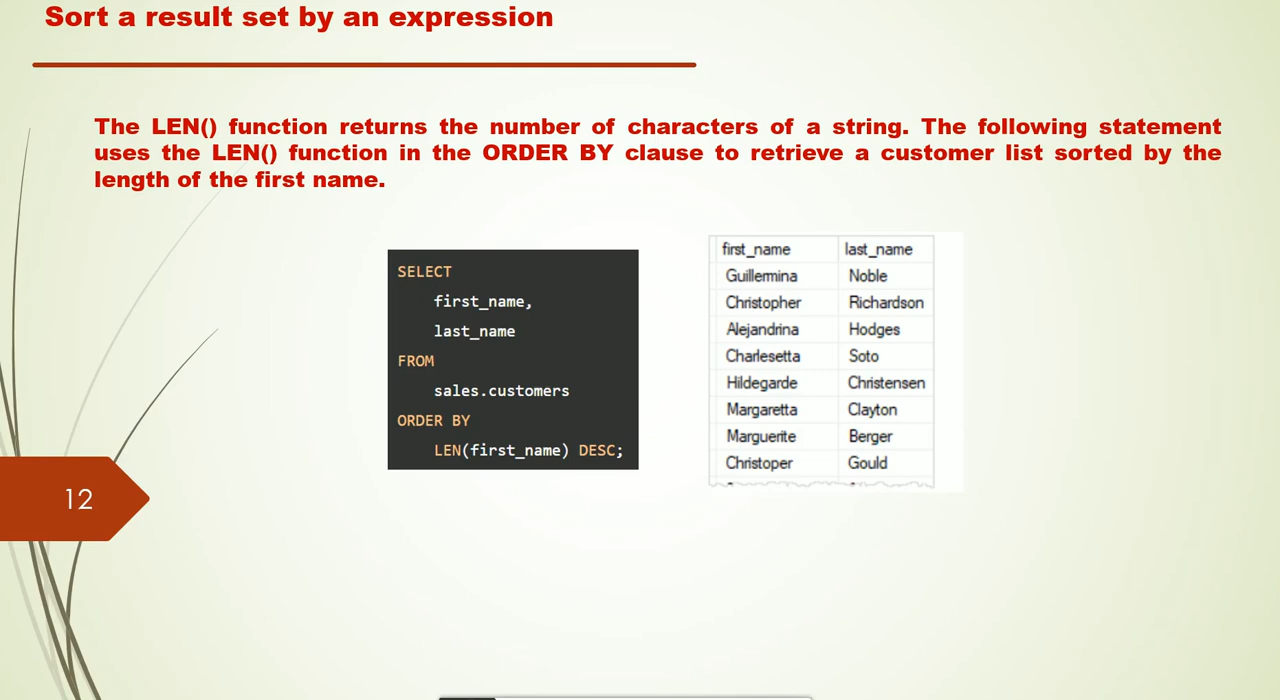 Sort a result set by an expression
The LEN() function returns the number of characters of a string. The following statement
uses the LEN() function in the ORDER BY clause to retrieve a customer list sorted by the
length of the first name.
SELECT
first_name,
last_name
FROM
sales.customers
ORDER BY
LEN(first_name) DESC;
first_name last_name
Guillermina Noble
Christopher Richardson
Alejandrina Hodges
Charlesetta Soto
Hildegarde Christensen
Margaretta Clayton
Marguerite Berger
Christoper Gould
12